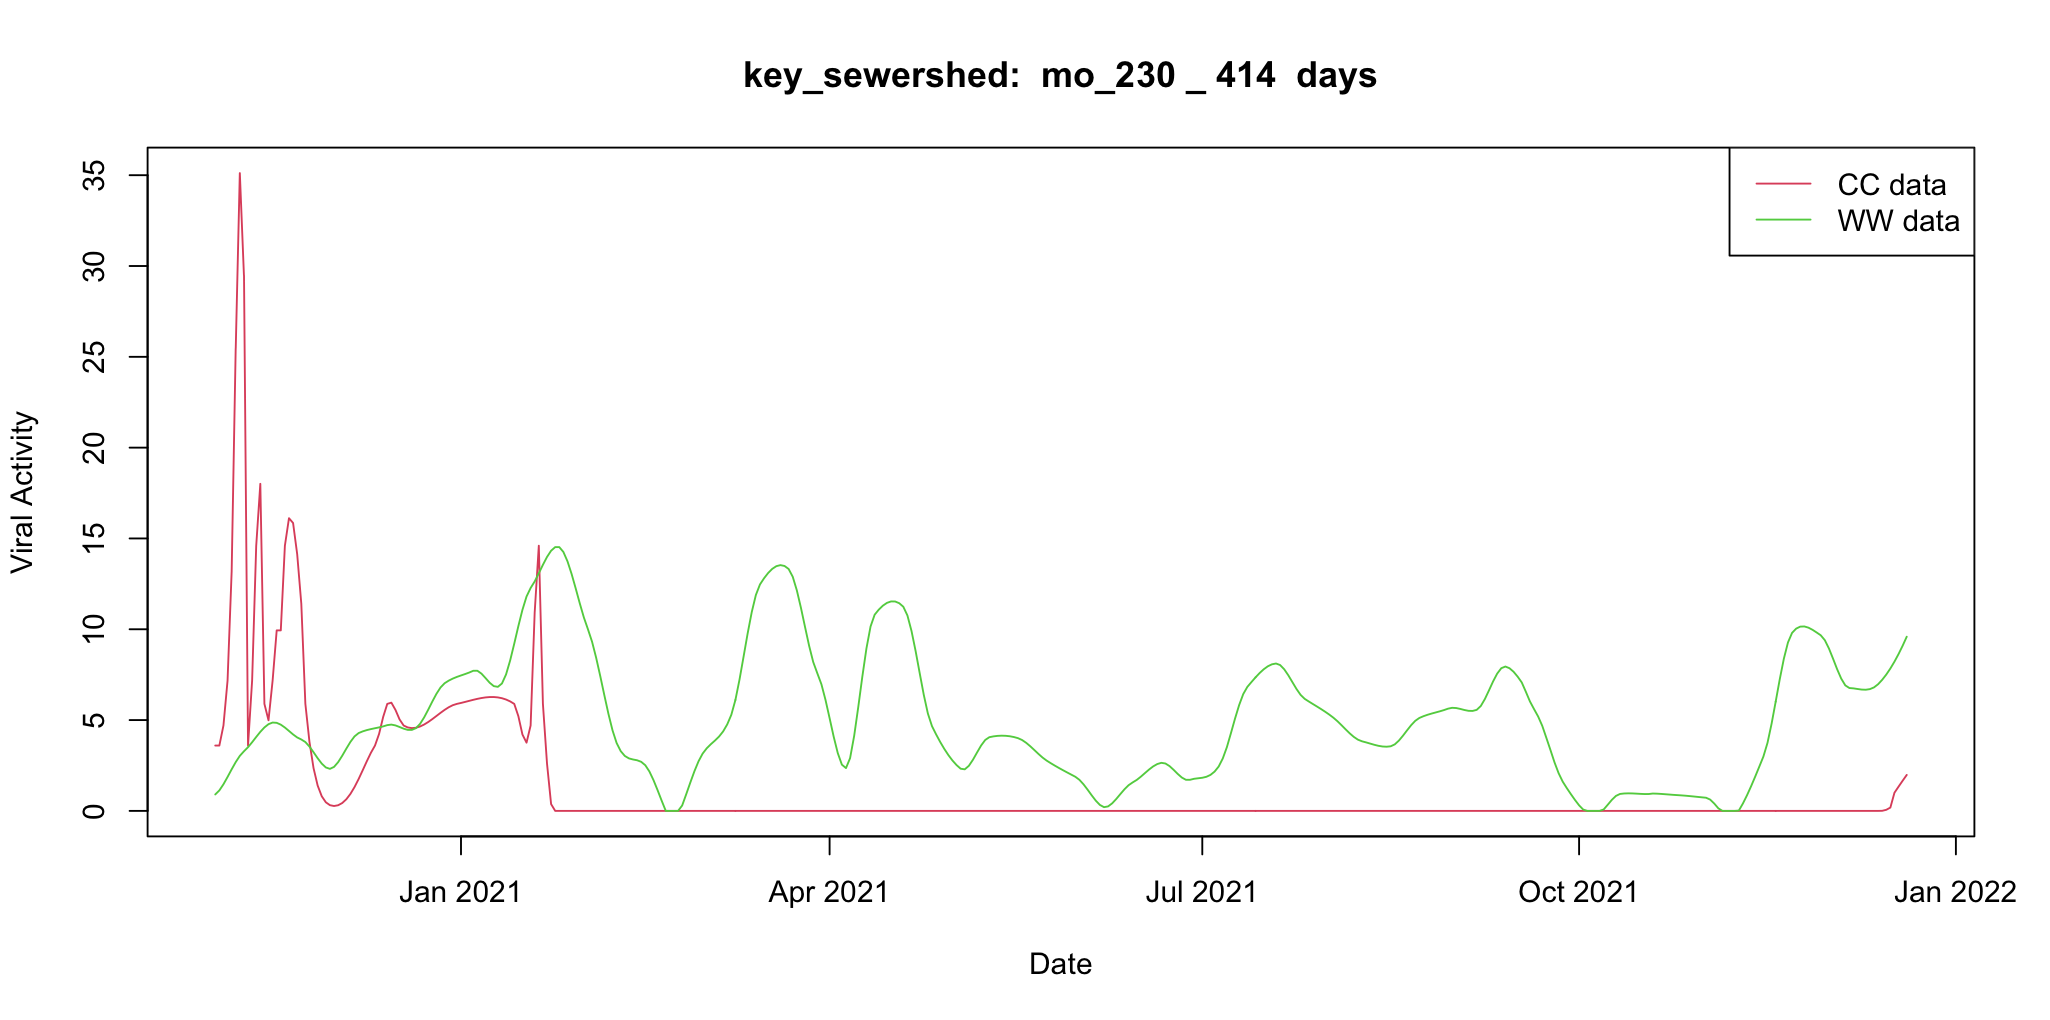 key_sewershed:  mo_230 _ 414  days
CC data
WW data
Viral Activity
35
30
25
20
15
10
5
0
Jan 2021
Apr 2021
Jul 2021
Oct 2021
Jan 2022
Date